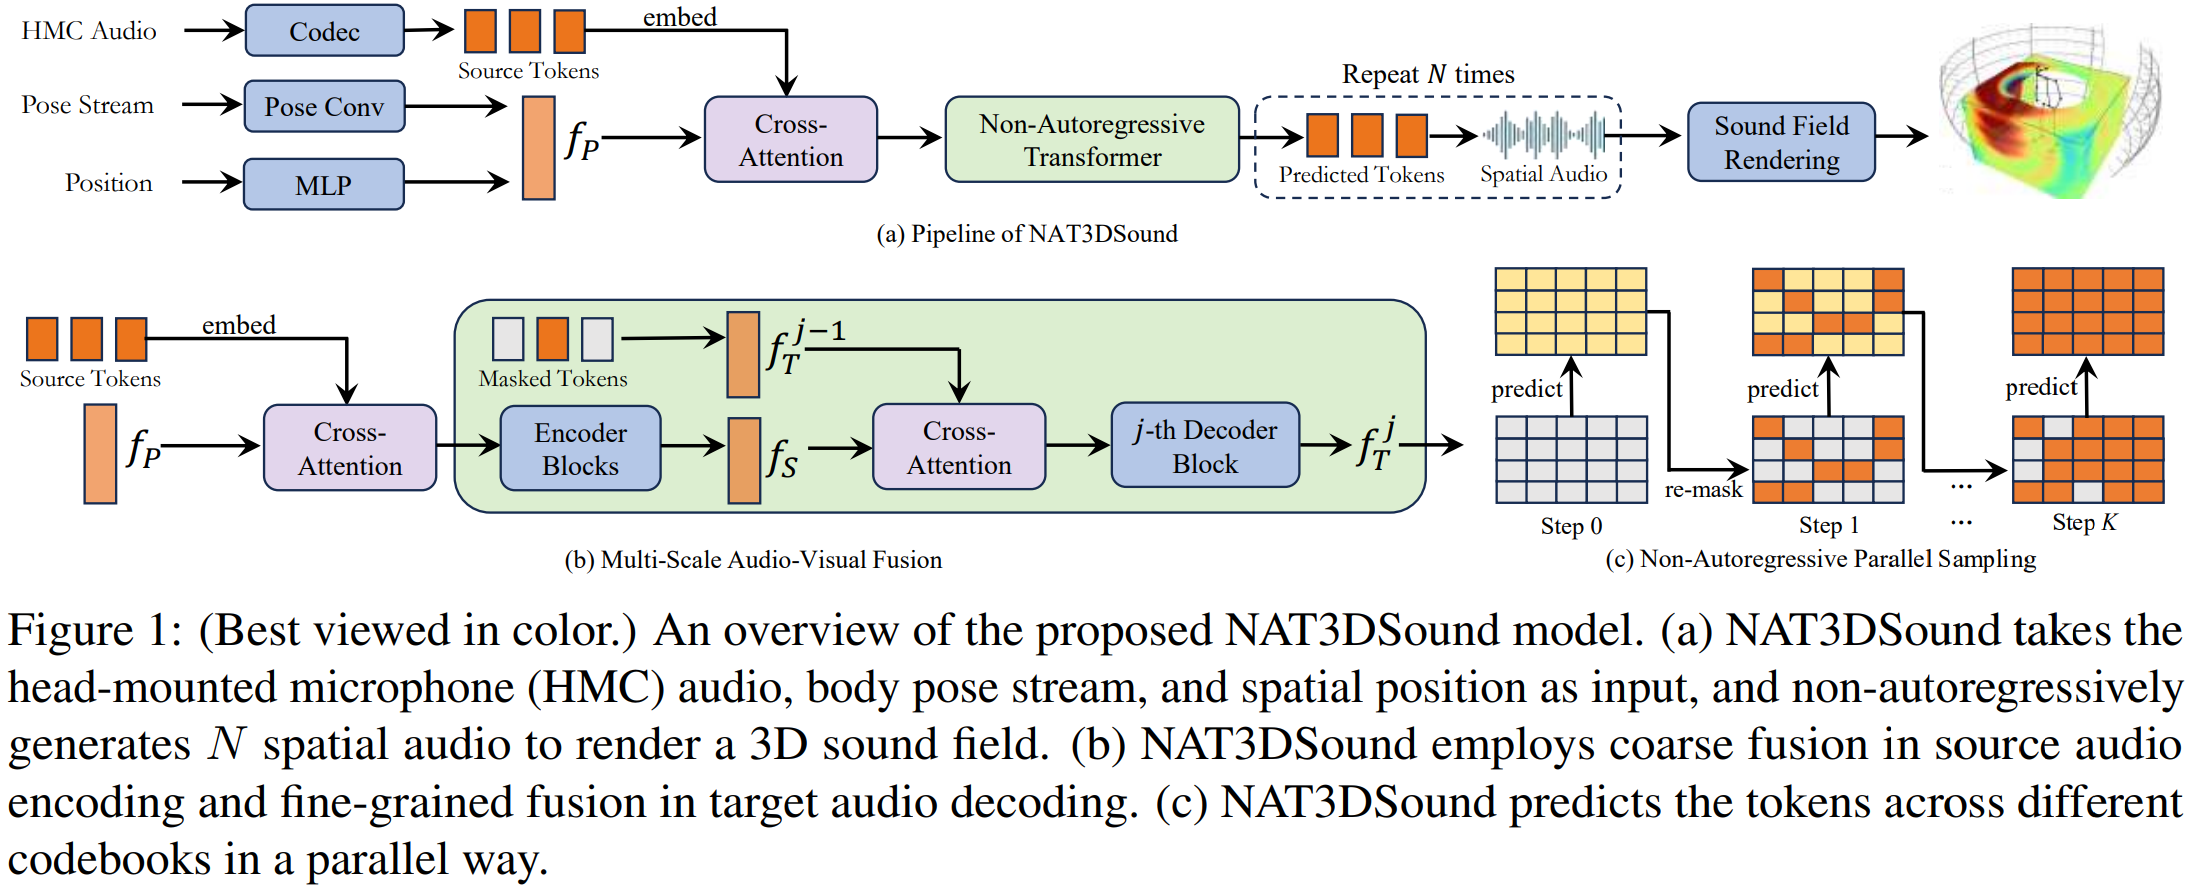 HMC Audio
Codec
Source Tokens
embed
Pose Stream
Pose Conv
Position
MLP
f_P
Cross-
Attention
Non-Autoregressive
Transformer
Repeat N times
Predicted Tokens
Spatial Audio
Sound Field
Rendering
(a) Pipeline of NAT3DSound
Source Tokens
embed
f_P
Cross-
Attention
Masked Tokens
f_T^{j-1}
Encoder
Blocks
f_S
Cross-
Attention
j-th Decoder
Block
f_T^j
(b) Multi-Scale Audio-Visual Fusion
predict
re-mask
predict
predict
...
...
Step 0
Step 1
Step K
(c) Non-Autoregressive Parallel Sampling
Figure 1: (Best viewed in color.) An overview of the proposed NAT3DSound model. (a) NAT3DSound takes the
head-mounted microphone (HMC) audio, body pose stream, and spatial position as input, and non-autoregressively
generates N spatial audio to render a 3D sound field. (b) NAT3DSound employs coarse fusion in source audio
encoding and fine-grained fusion in target audio decoding. (c) NAT3DSound predicts the tokens across different
codebooks in a parallel way.